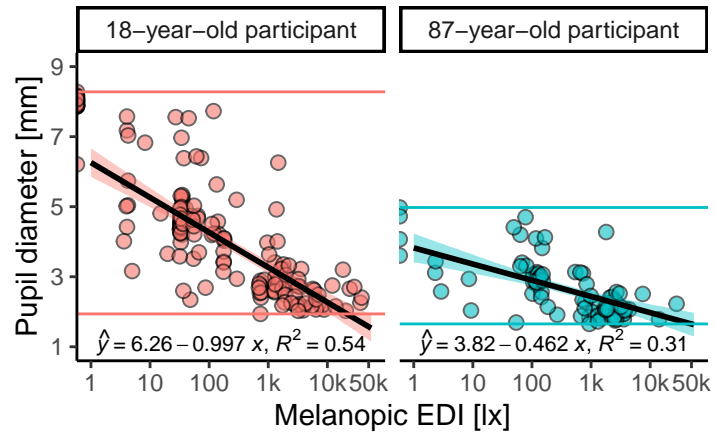 18−year−old participant
87−year−old participant
Pupil diameter [mm]
9
7
5
3
1
ŷ = 6.26 − 0.997 x, R² = 0.54
ŷ = 3.82 − 0.462 x, R² = 0.31
1 10 100 1k 10k 50k
1 10 100 1k 10k 50k
Melanopic EDI [lx]